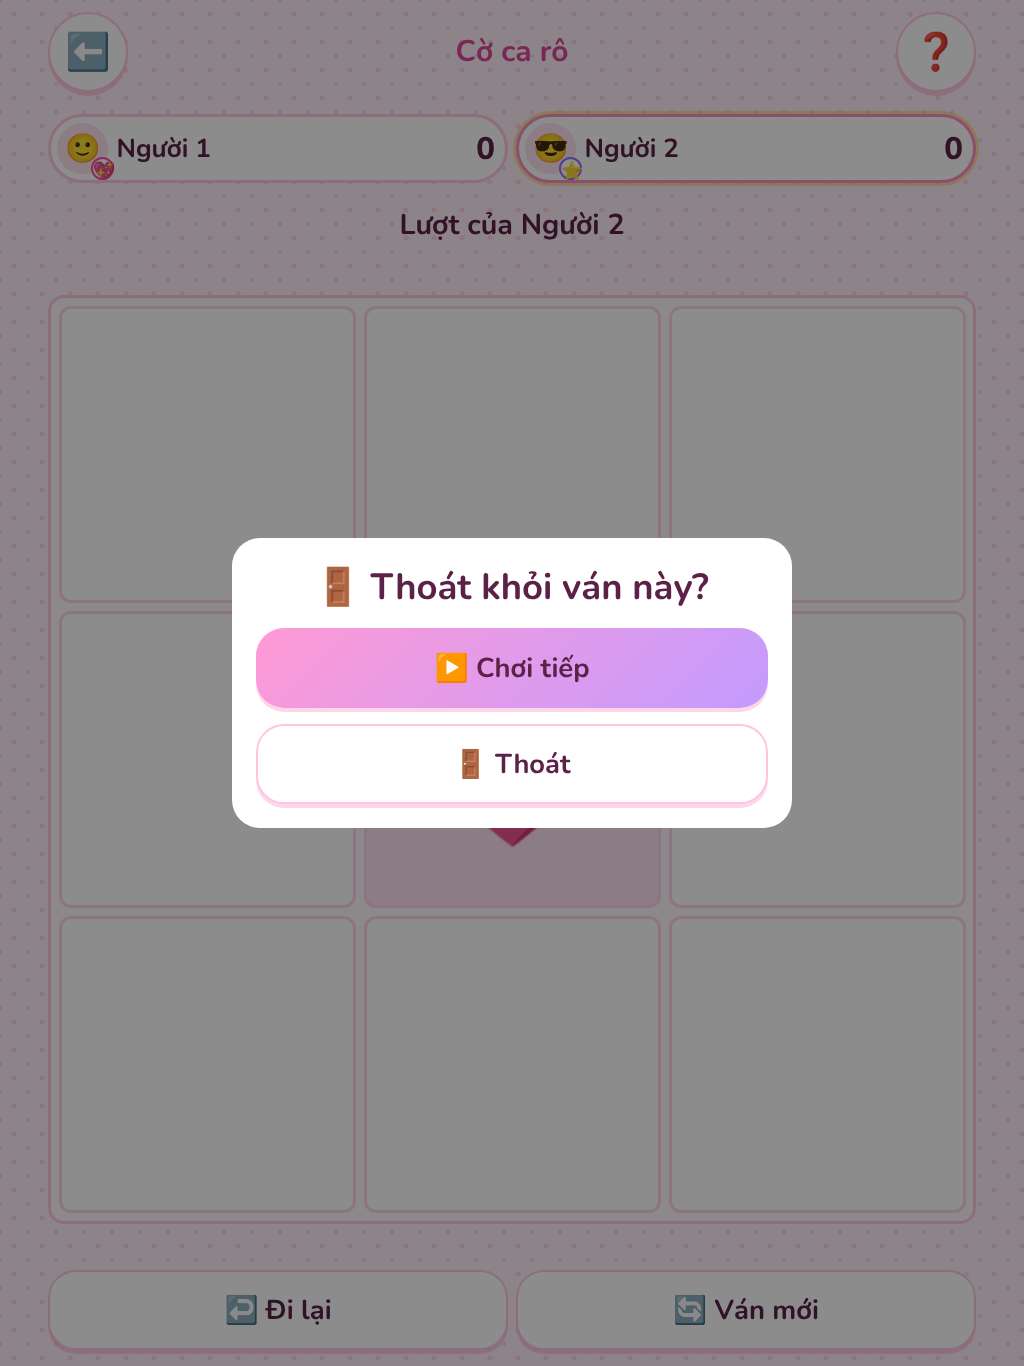 Cờ ca rô
Người 1
0
Người 2
0
Lượt của Người 2
Thoát khỏi ván này?
Chơi tiếp
Thoát
Đi lại
Ván mới